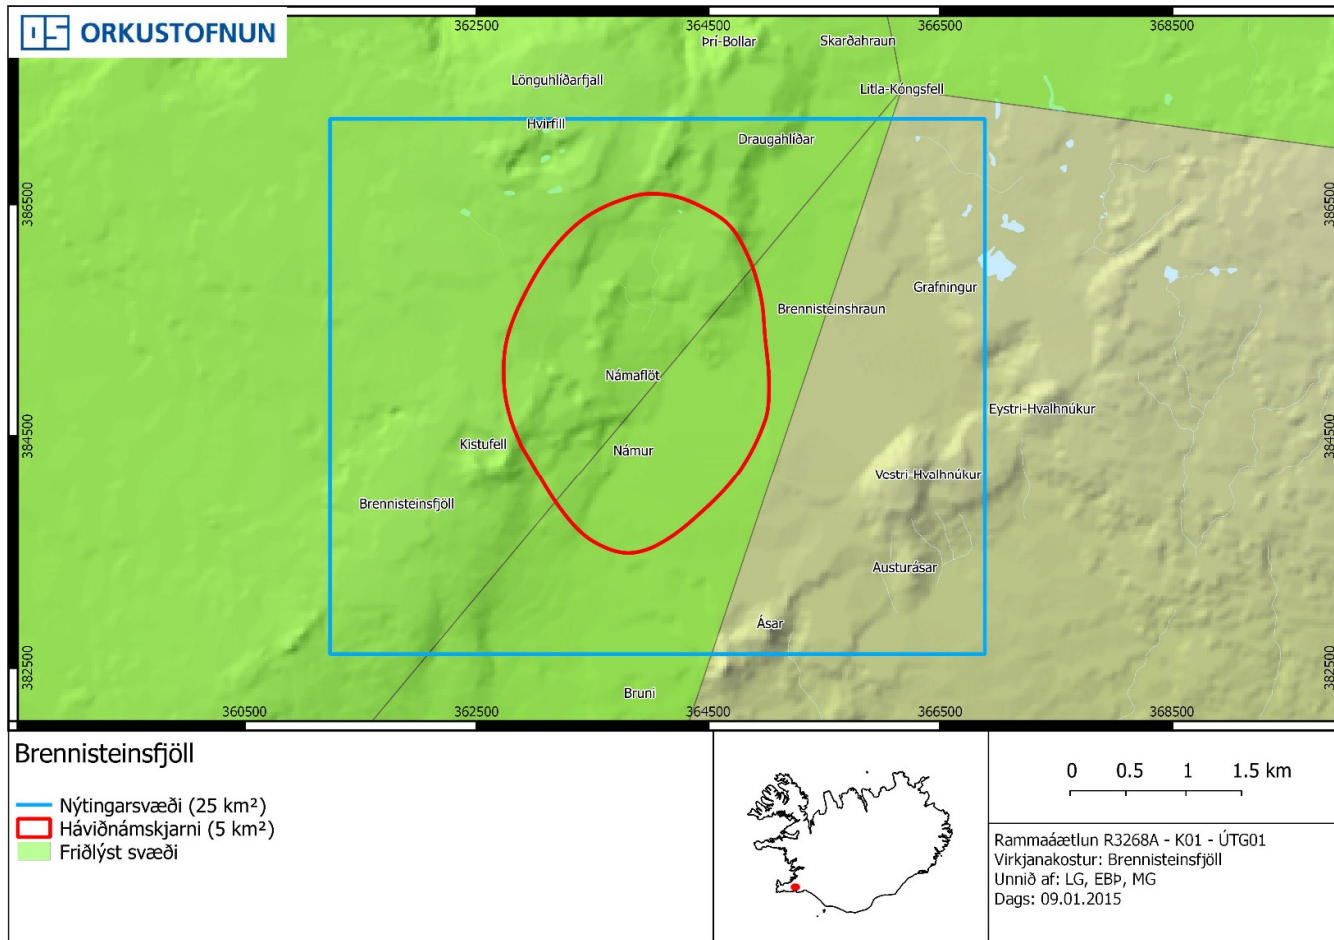 OS ORKUSTOFNUN
362500
364500
366500
368500
Þrí-Bollar
Skarðahraun
Lönguhlíðarfjall
Litla-Kóngsfell
Hvirfill
Draugahlíðar
386500
386500
Grafningur
Brennisteinshraun
Námaflöt
Eystri-Hvalhnúkur
384500
384500
Kistufell
Námur
Vestri-Hvalhnúkur
Brennisteinsfjöll
Austurásar
Ásar
382500
382500
Bruni
360500
362500
364500
366500
368500
Brennisteinsfjöll
Nýtingarsvæði (25 km²)
Háviðnámskjarni (5 km²)
Friðlýst svæði
0 0.5 1 1.5 km
Rammaáætlun R3268A - K01 - ÚTG01
Virkjanakostur: Brennisteinsfjöll
Unnið af: LG, EBÞ, MG
Dags: 09.01.2015